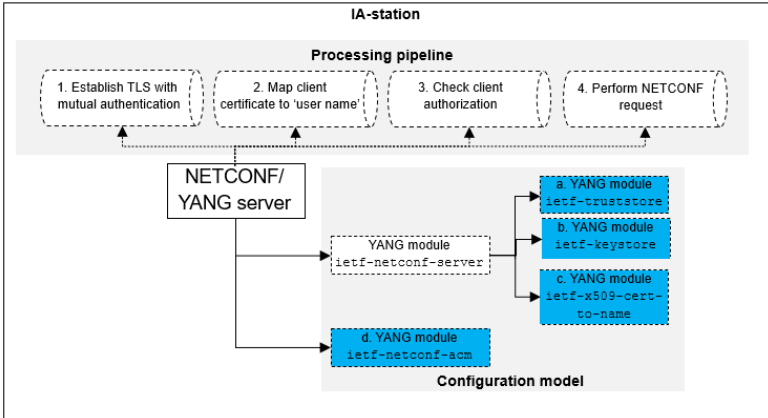 IA-station
Processing pipeline
1. Establish TLS with
mutual authentication
2. Map client
certificate to ‘user name’
3. Check client
authorization
4. Perform NETCONF
request
NETCONF/
YANG server
a. YANG module
ietf-truststore
YANG module
ietf-netconf-server
b. YANG module
ietf-keystore
c. YANG module
ietf-x509-cert-
to-name
d. YANG module
ietf-netconf-acm
Configuration model